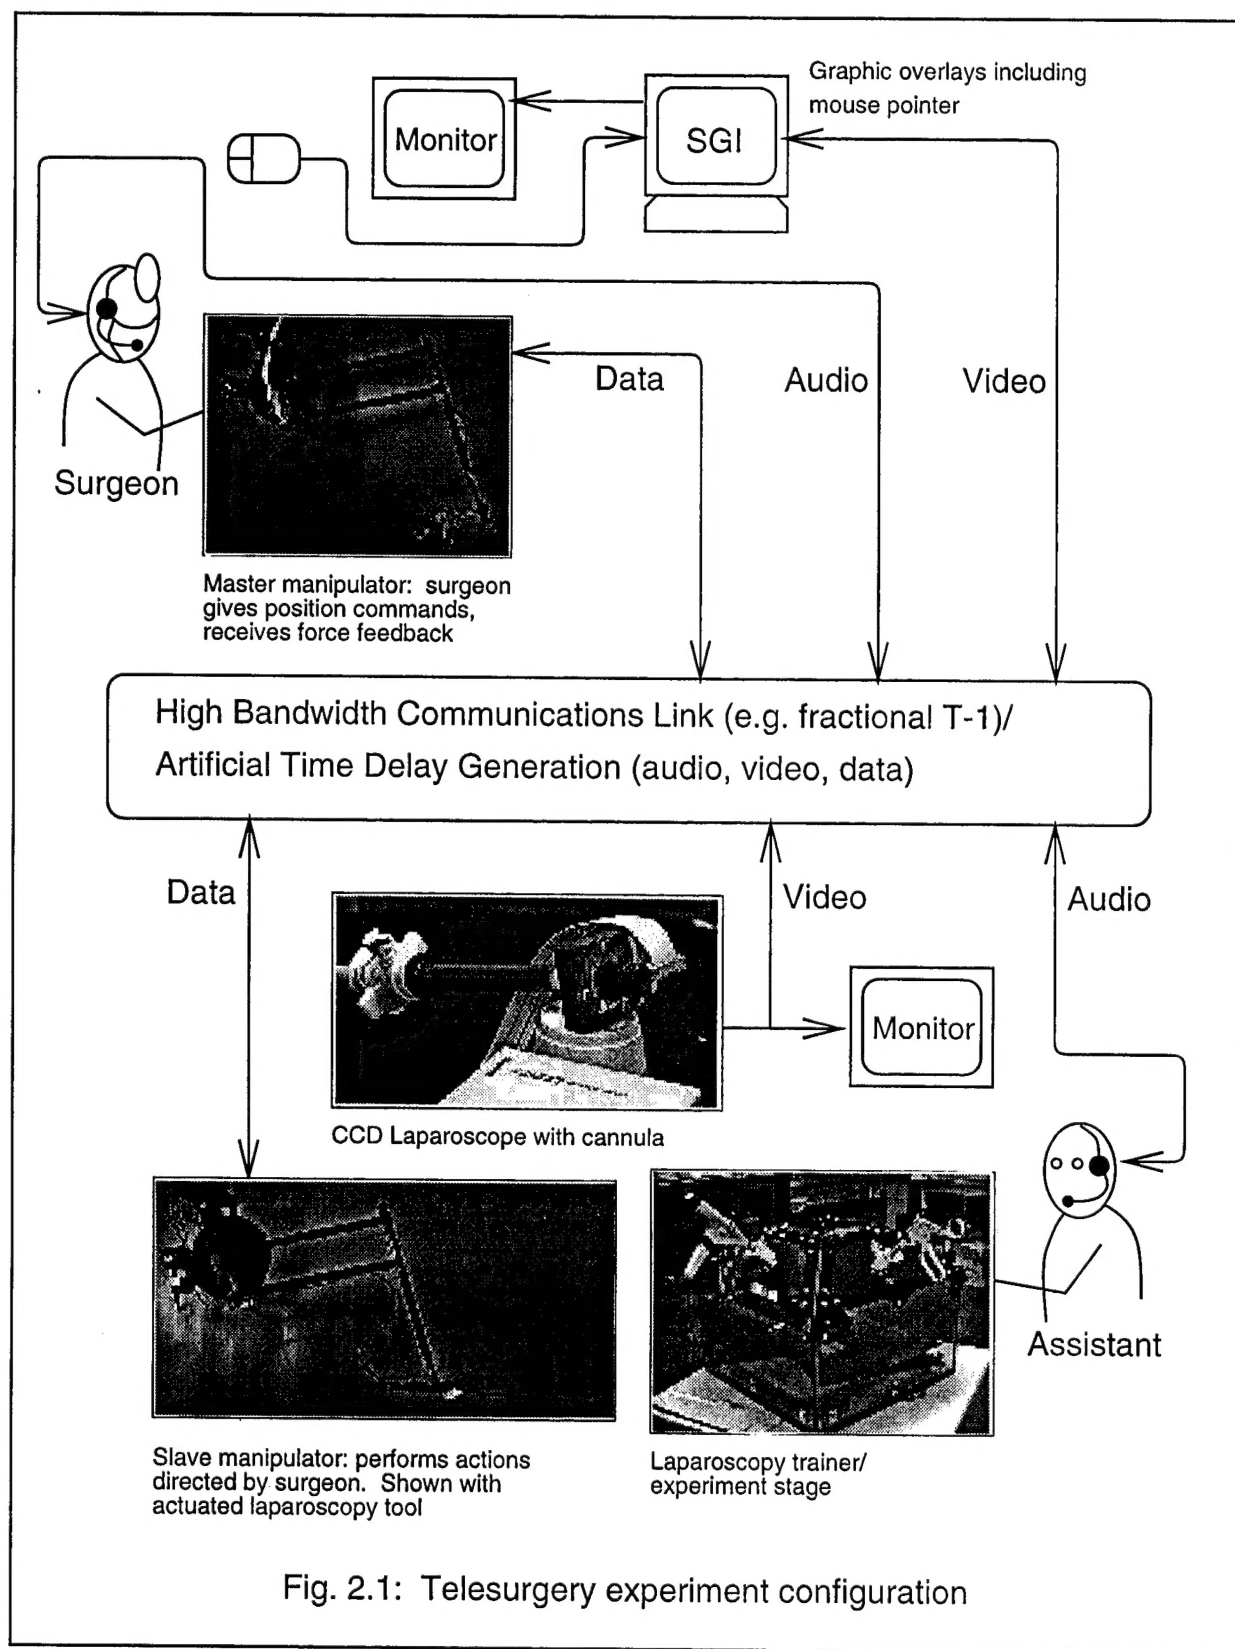 Graphic overlays including
mouse pointer
Monitor
SGI
Data
Audio
Video
Surgeon
Master manipulator: surgeon
gives position commands,
receives force feedback
High Bandwidth Communications Link (e.g. fractional T-1)/
Artificial Time Delay Generation (audio, video, data)
Data
Video
Audio
Monitor
CCD Laparoscope with cannula
Assistant
Slave manipulator: performs actions
directed by surgeon. Shown with
actuated laparoscopy tool
Laparoscopy trainer/
experiment stage
Fig. 2.1: Telesurgery experiment configuration